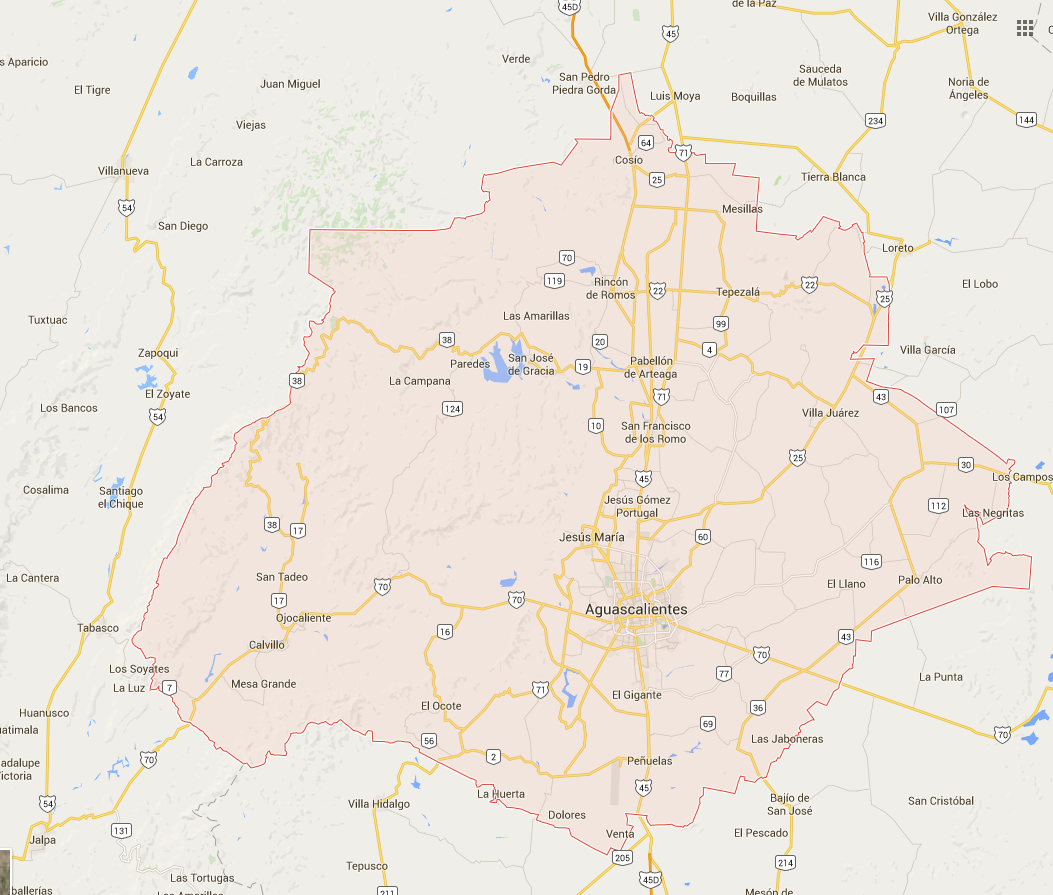 45D
de la Paz
Villa González
Ortega
45
s Aparicio
Verde
San Pedro
Piedra Gorda
Sauceda
de Mulatos
El Tigre
Juan Miguel
Luis Moya
Boquillas
Noria de
Ángeles
Viejas
234
144
64
La Carroza
Cosío
71
Villanueva
25
Tierra Blanca
54
Mesillas
San Diego
Loreto
70
119
Rincón
de Romos
22
Tepezalá
22
El Lobo
25
Tuxtuac
Las Amarillas
99
38
20
4
Villa García
Zapoqui
Paredes
San José
de Gracia
19
Pabellón
de Arteaga
38
La Campana
El Zoyate
71
43
Los Bancos
54
124
107
Villa Juárez
10
San Francisco
de los Romo
25
30
45
Los Campos
Cosalima
Santiago
el Chique
Jesús Gómez
Portugal
112
Las Negritas
38
17
Jesús María
60
116
La Cantera
San Tadeo
70
El Llano
Palo Alto
17
70
Aguascalientes
Ojocaliente
Tabasco
16
43
Calvillo
70
Los Soyates
77
La Punta
La Luz
7
Mesa Grande
71
El Gigante
Huanusco
El Ocote
36
uatimala
69
56
Las Jaboneras
70
2
70
Peñuelas
adalupe
Victoria
45
54
La Huerta
Villa Hidalgo
Bajío de
San José
San Cristóbal
Dolores
131
Venta
El Pescado
Jalpa
205
Tepusco
214
Las Tortugas
45D
ballerías
Las Amarillas
211
Mesón de